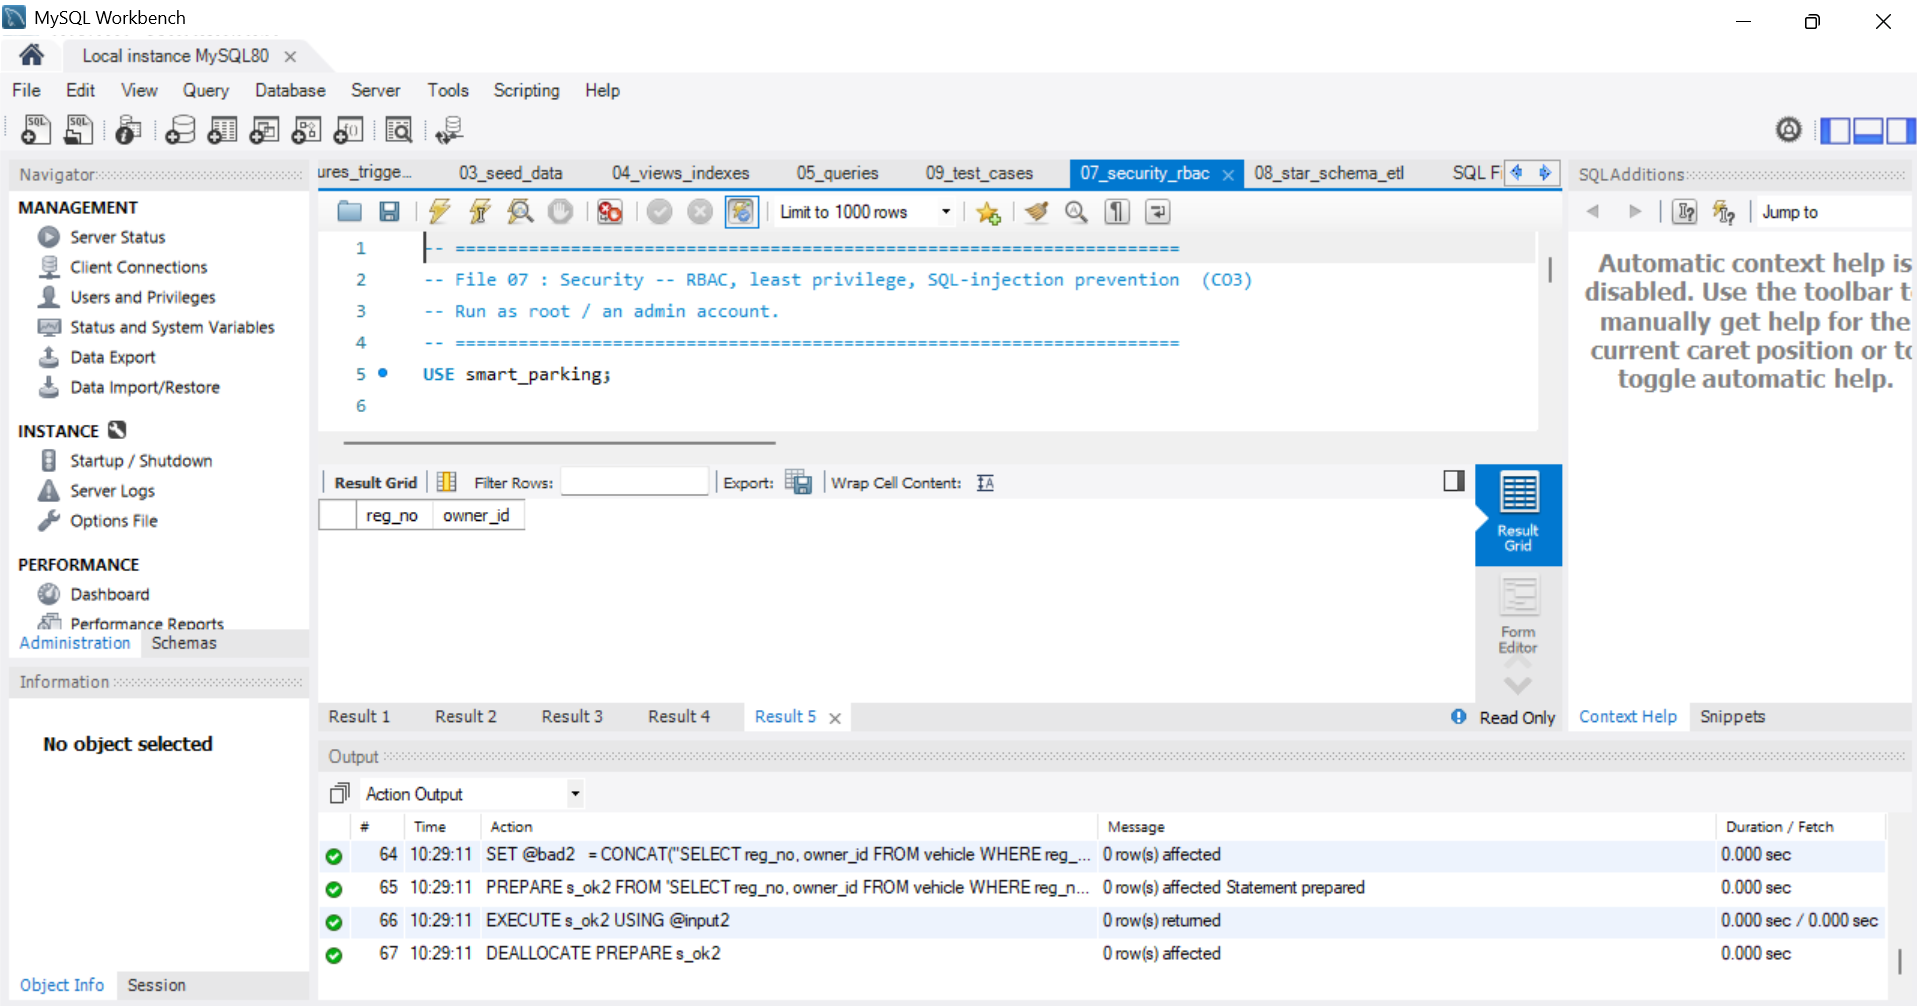 MySQL Workbench
Local instance MySQL80
File Edit View Query Database Server Tools Scripting Help
Navigator
MANAGEMENT
Server Status
Client Connections
Users and Privileges
Status and System Variables
Data Export
Data Import/Restore
INSTANCE
Startup / Shutdown
Server Logs
Options File
PERFORMANCE
Dashboard
Performance Reports
Administration Schemas
Information
No object selected
Object Info Session
ures_trigge... 03_seed_data 04_views_indexes 05_queries 09_test_cases 07_security_rbac 08_star_schema_etl SQL Fi
Limit to 1000 rows
1 -- =====================================================================
2 -- File 07 : Security -- RBAC, least privilege, SQL-injection prevention (CO3)
3 -- Run as root / an admin account.
4 -- =====================================================================
5 USE smart_parking;
6
Result Grid Filter Rows: Export: Wrap Cell Content:
reg_no owner_id
Result Grid
Form Editor
Result 1 Result 2 Result 3 Result 4 Result 5 Read Only
SQLAdditions
Jump to
Automatic context help is
disabled. Use the toolbar t
manually get help for the
current caret position or to
toggle automatic help.
Context Help Snippets
Output
Action Output
# Time Action Message Duration / Fetch
64 10:29:11 SET @bad2 = CONCAT("SELECT reg_no, owner_id FROM vehicle WHERE reg_... 0 row(s) affected 0.000 sec
65 10:29:11 PREPARE s_ok2 FROM 'SELECT reg_no, owner_id FROM vehicle WHERE reg_n... 0 row(s) affected Statement prepared 0.000 sec
66 10:29:11 EXECUTE s_ok2 USING @input2 0 row(s) returned 0.000 sec / 0.000 sec
67 10:29:11 DEALLOCATE PREPARE s_ok2 0 row(s) affected 0.000 sec